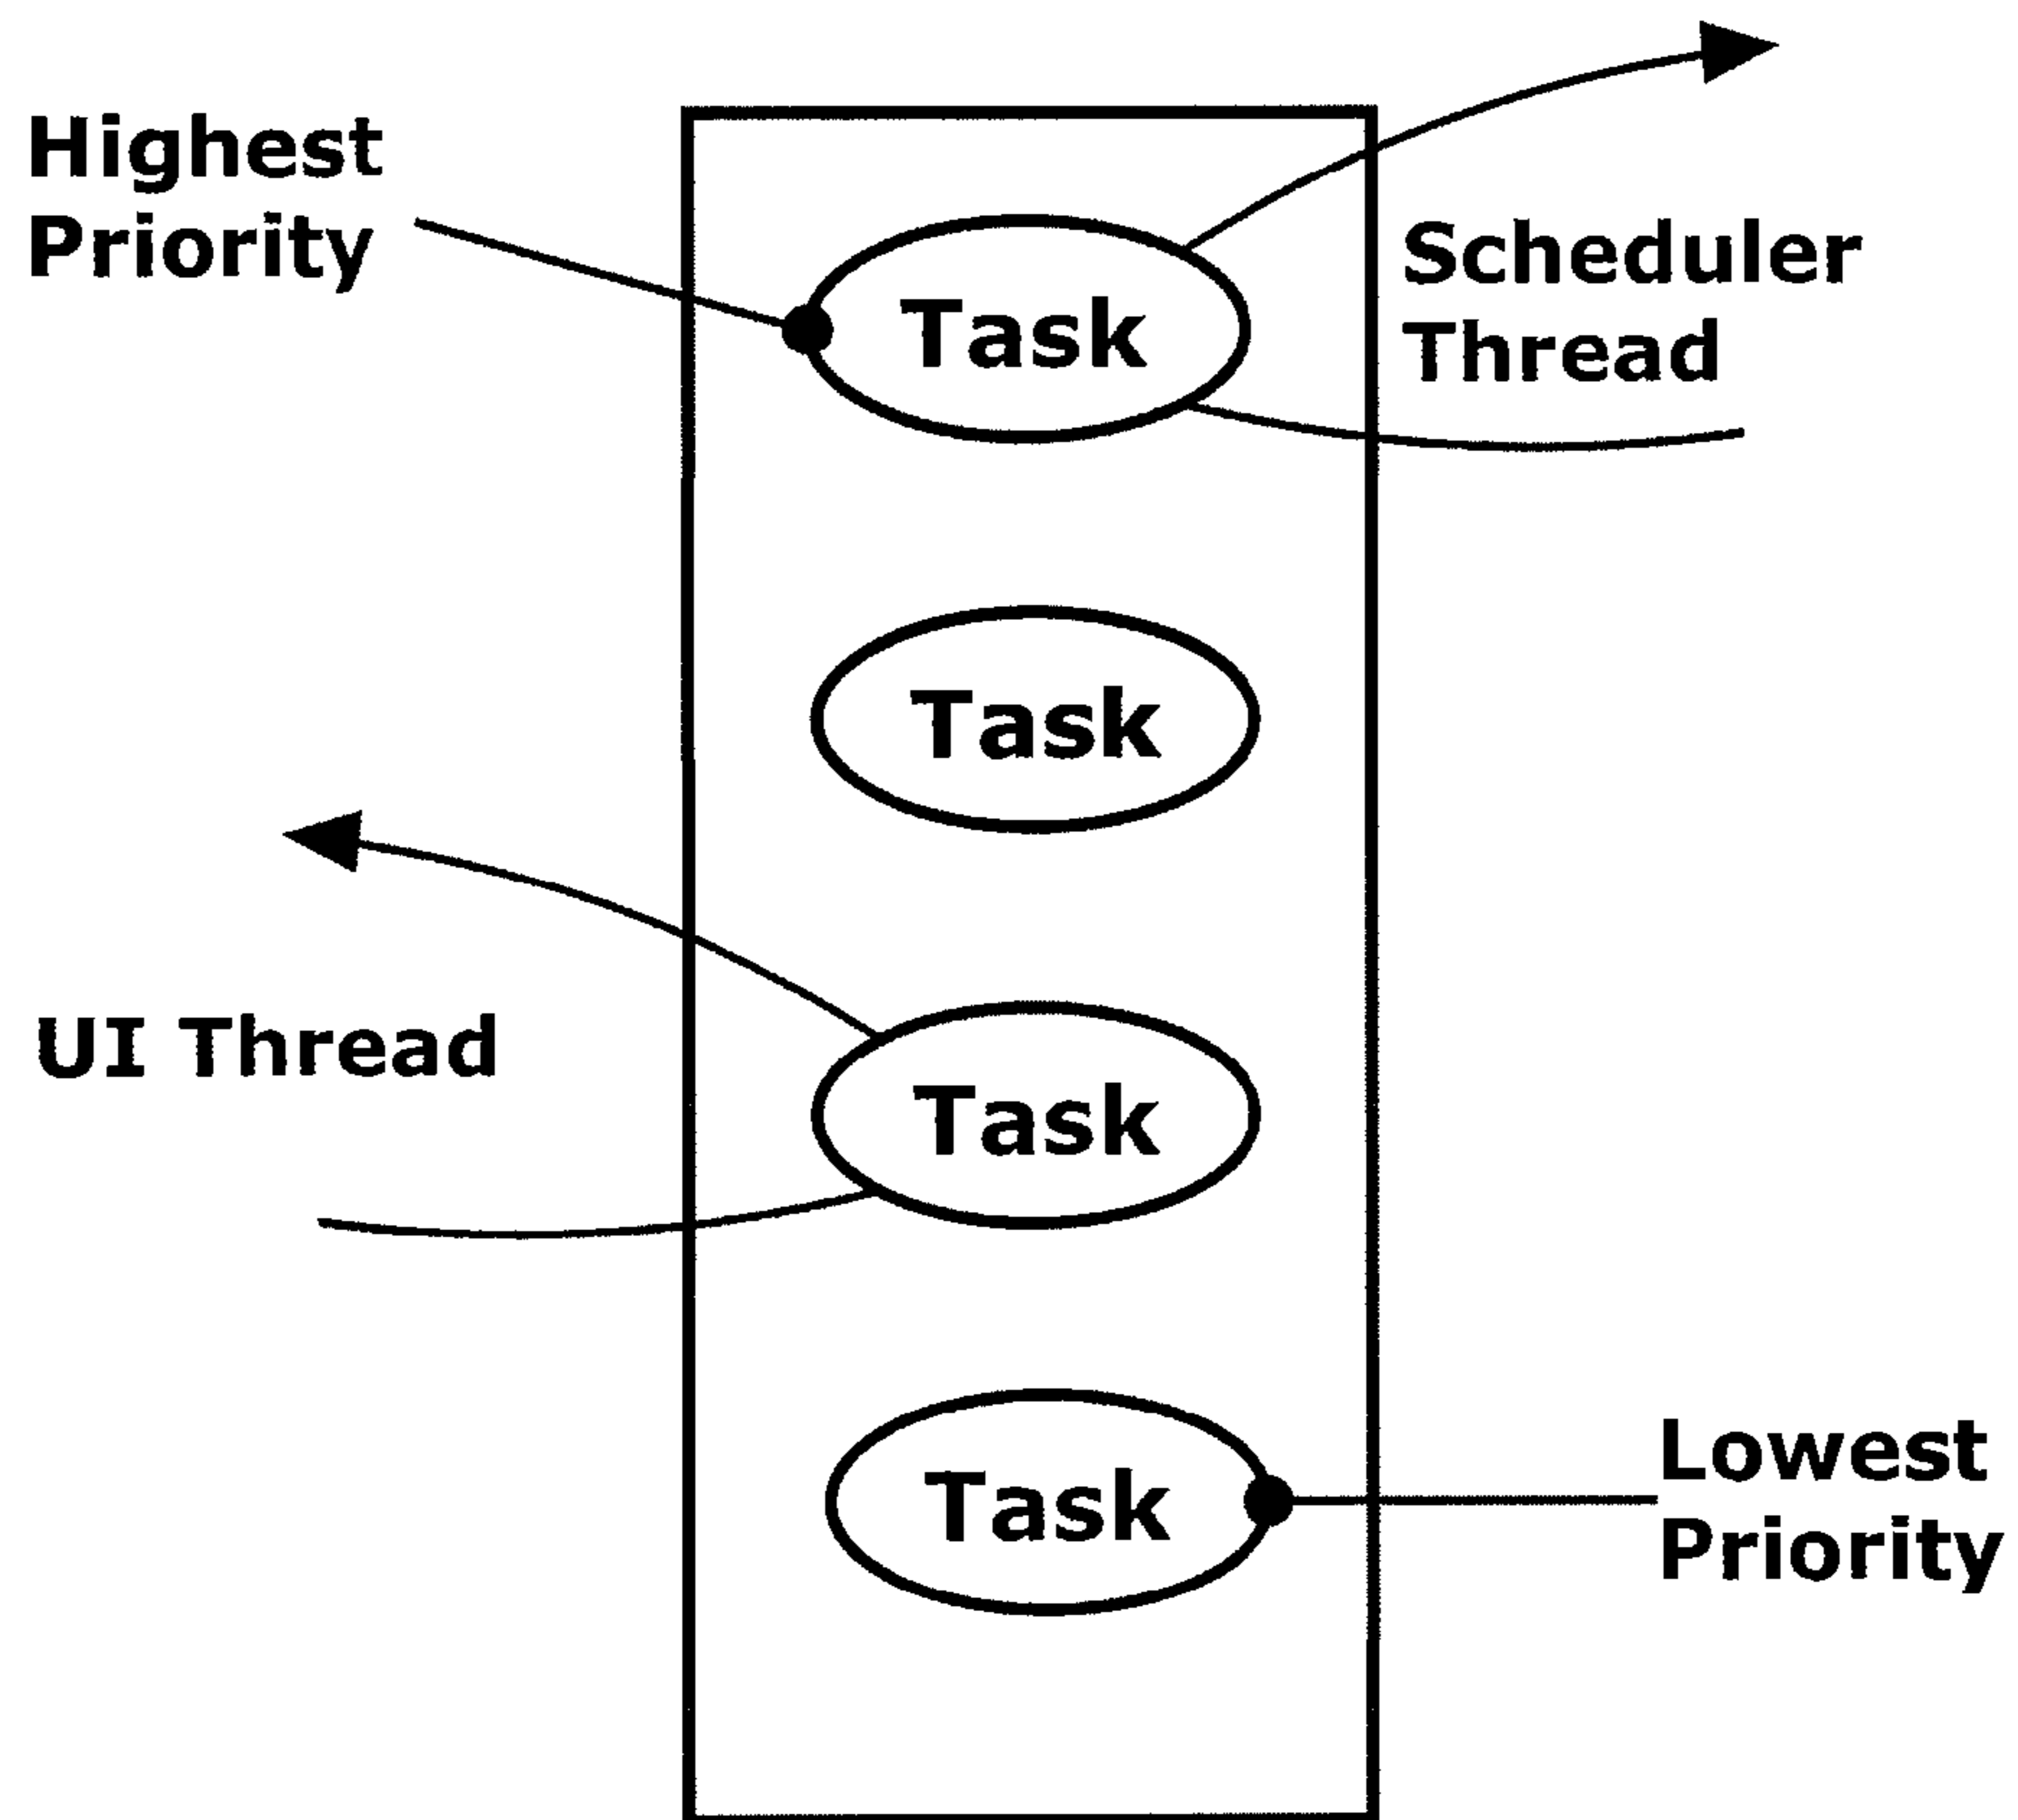 Highest
Priority
Task
Scheduler
Thread
Task
UI Thread
Task
Task
Lowest
Priority